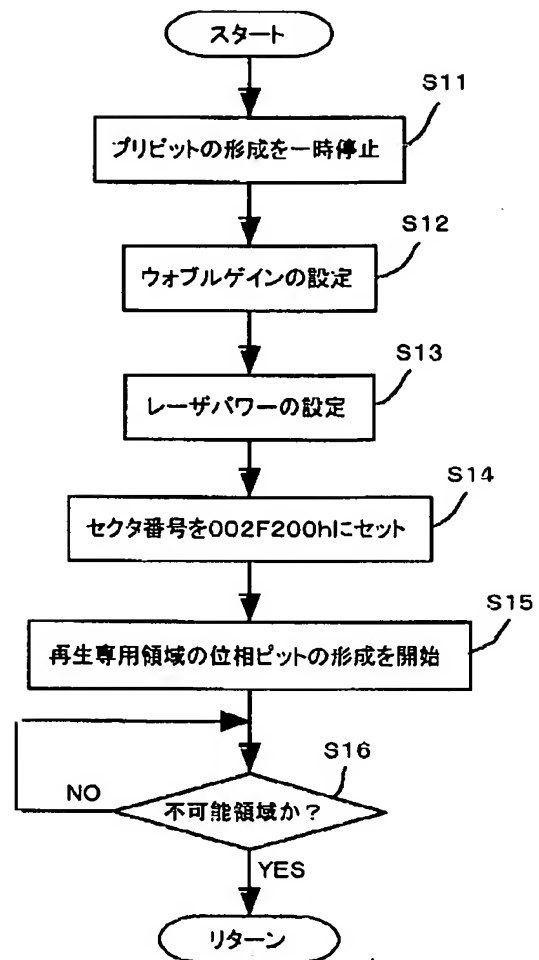 スタート
S11
プリピットの形成を一時停止
S12
ウォブルゲインの設定
S13
レーザパワーの設定
S14
セクタ番号を002F200hにセット
S15
再生専用領域の位相ピットの形成を開始
S16
NO
不可能領域か？
YES
リターン